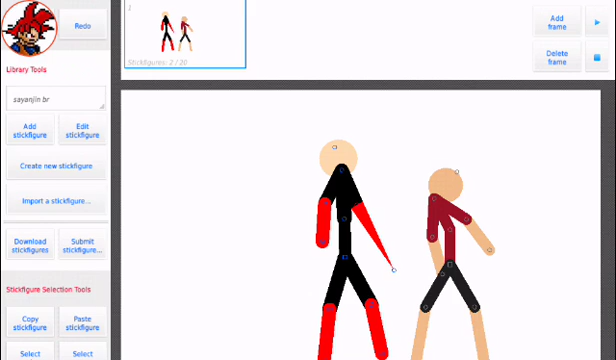 Redo
Library Tools
sayanjin br
Add
stickfigure
Edit
stickfigure
Create new stickfigure
Import a stickfigure...
Download
stickfigures
Submit
stickfigure...
Stickfigure Selection Tools
Copy
stickfigure
Paste
stickfigure
Select
Select
1
Stickfigures: 2 / 20
Add
frame
Delete
frame